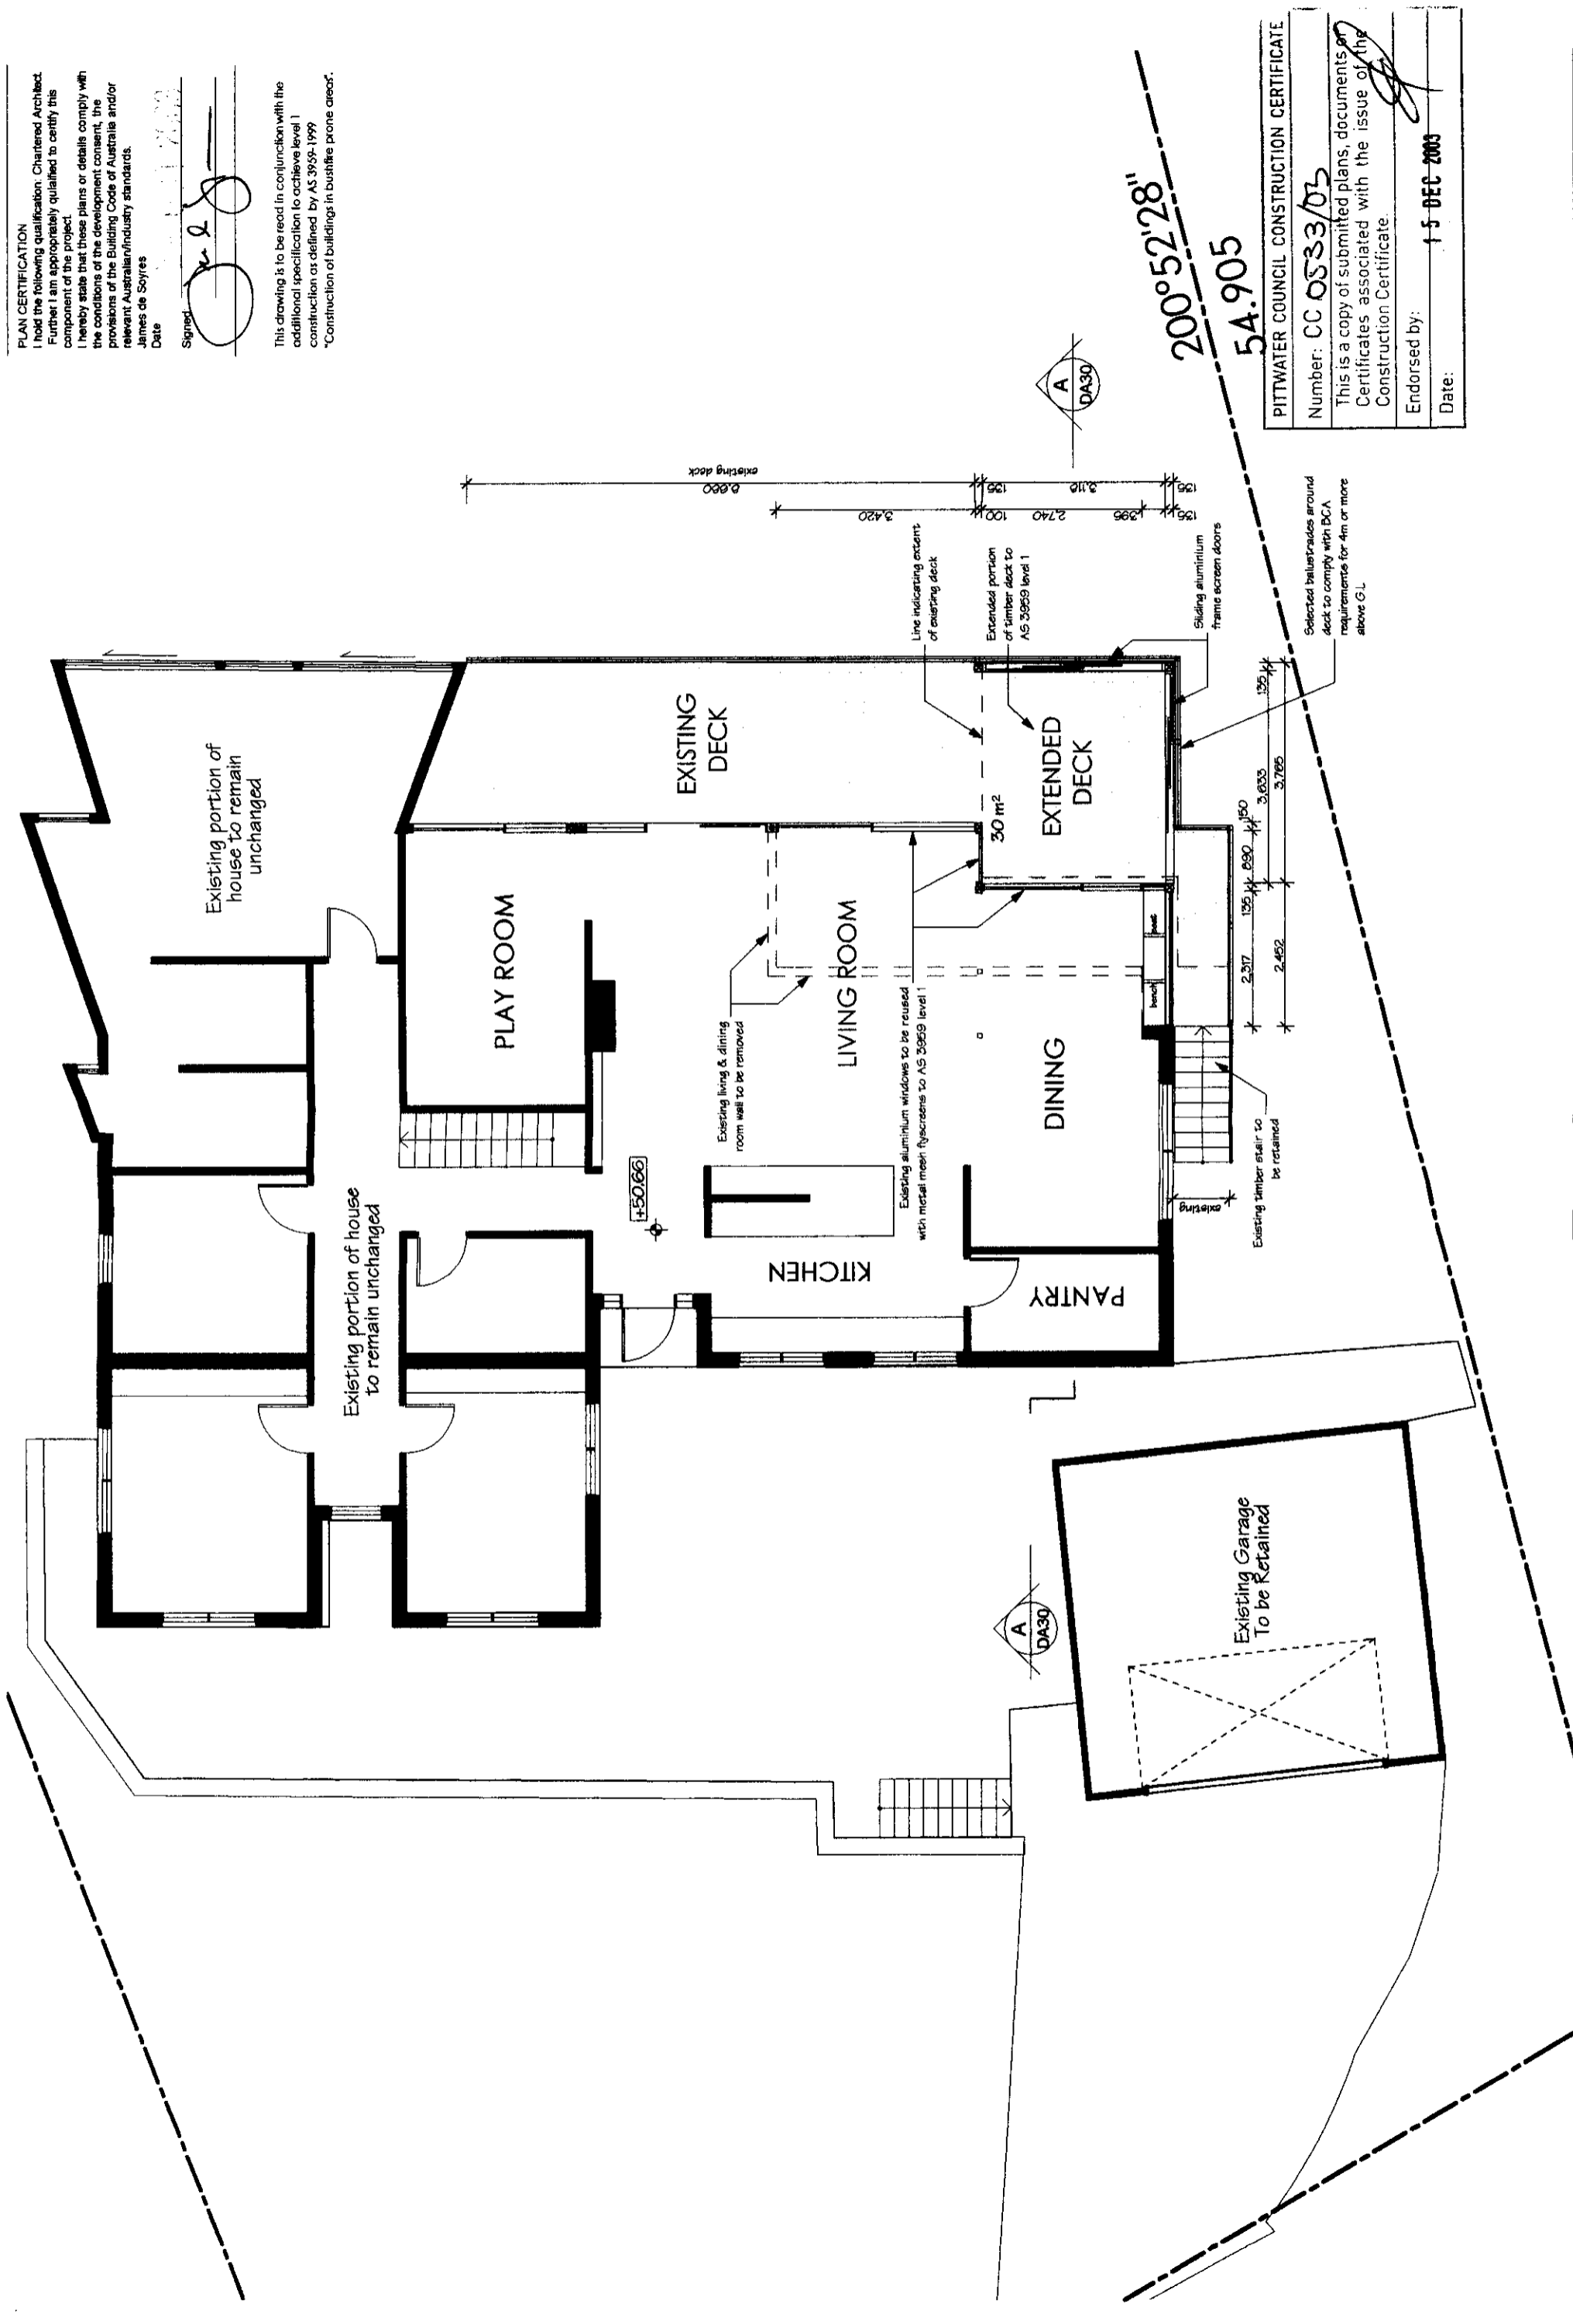 PLAN CERTIFICATION
I hold the following qualification: Chartered Architect
Further I am appropriately qulaified to certify this
component of the project.
I hereby state that these plans or details comply with
the conditions of the development consent, the
provisions of the Building Code of Australia and/or
relevant Australian/industry standards.
James de Soyres
Date
Signed
This drawing is to be read in conjunction with the
additional specification to achieve level 1
construction as defined by AS 3959-1999
"Construction of buildings in bushfire prone areas".
200°52'28"
54.905
PITTWATER COUNCIL CONSTRUCTION CERTIFICATE
Number: CC 0533/03
This is a copy of submitted plans, documents or
Certificates associated with the issue of the
Construction Certificate.
Endorsed by:
Date: 15 DEC 2003
A
DA30
existing deck
3,420
135
100
3,110
2,740
395
135
135
Line indicating extent
of existing deck
Extended portion
of timber deck to
AS 3959 level 1
Sliding aluminium
frame screen doors
Selected balustrades around
deck to comply with BCA
requirements for 4m or more
above G.L
Existing portion of
house to remain
unchanged
EXISTING
DECK
EXTENDED
DECK
30 m²
135
3,633
3,765
150
890
135
2,317
2,452
PLAY ROOM
LIVING ROOM
DINING
seat
bench
Existing living & dining
room wall to be removed
Existing aluminium windows to be reused
with metal mesh flyscreens to AS 3959 level 1
Existing timber stair to
be retained
existing
+50.66
Existing portion of house
to remain unchanged
KITCHEN
PANTRY
A
DA30
Existing Garage
To be Retained